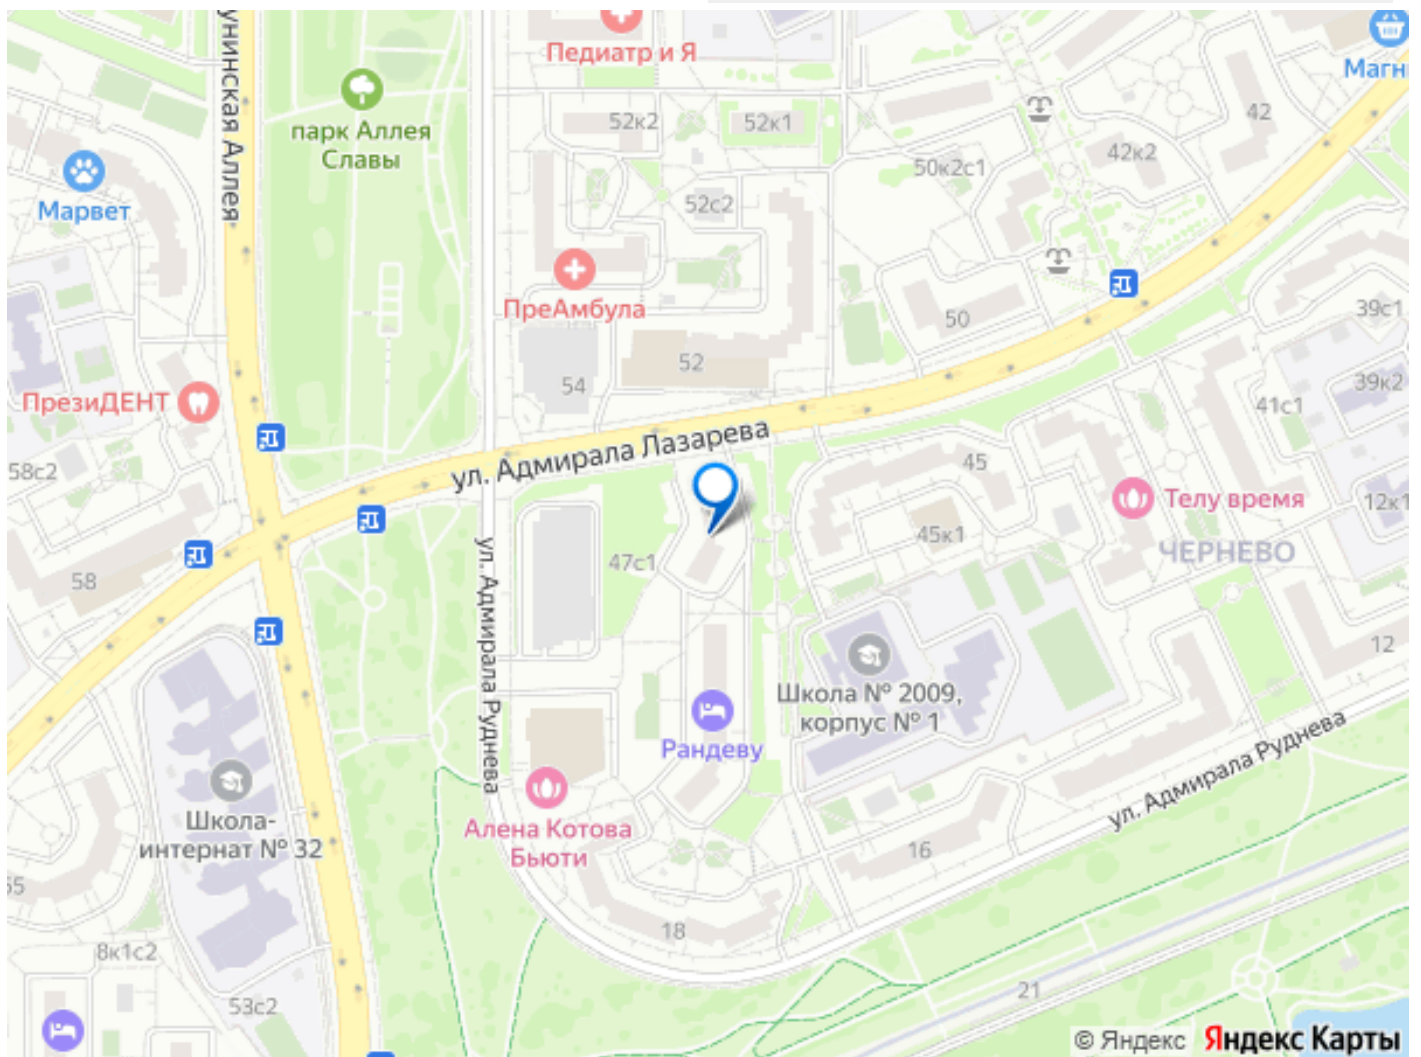 Педиатр и Я
Магн
унинская Аллея
парк Аллея
Славы
52к2
52к1
42
42к2
50к2с1
Марвет
52с2
ПреАмбула
50
39с1
52
54
39к2
ПрезиДЕНТ
41с1
ул. Адмирала Лазарева
58с2
45
Телу время
12к1
45к1
ЧЕРНЕВО
47с1
58
ул. Адмирала Руднева
12
Школа № 2009,
корпус № 1
Рандеву
ул. Адмирала Руднева
Школа-
интернат № 32
Алена Котова
Бьюти
16
18
8к1с2
21
53с2
© Яндекс Яндекс Карты